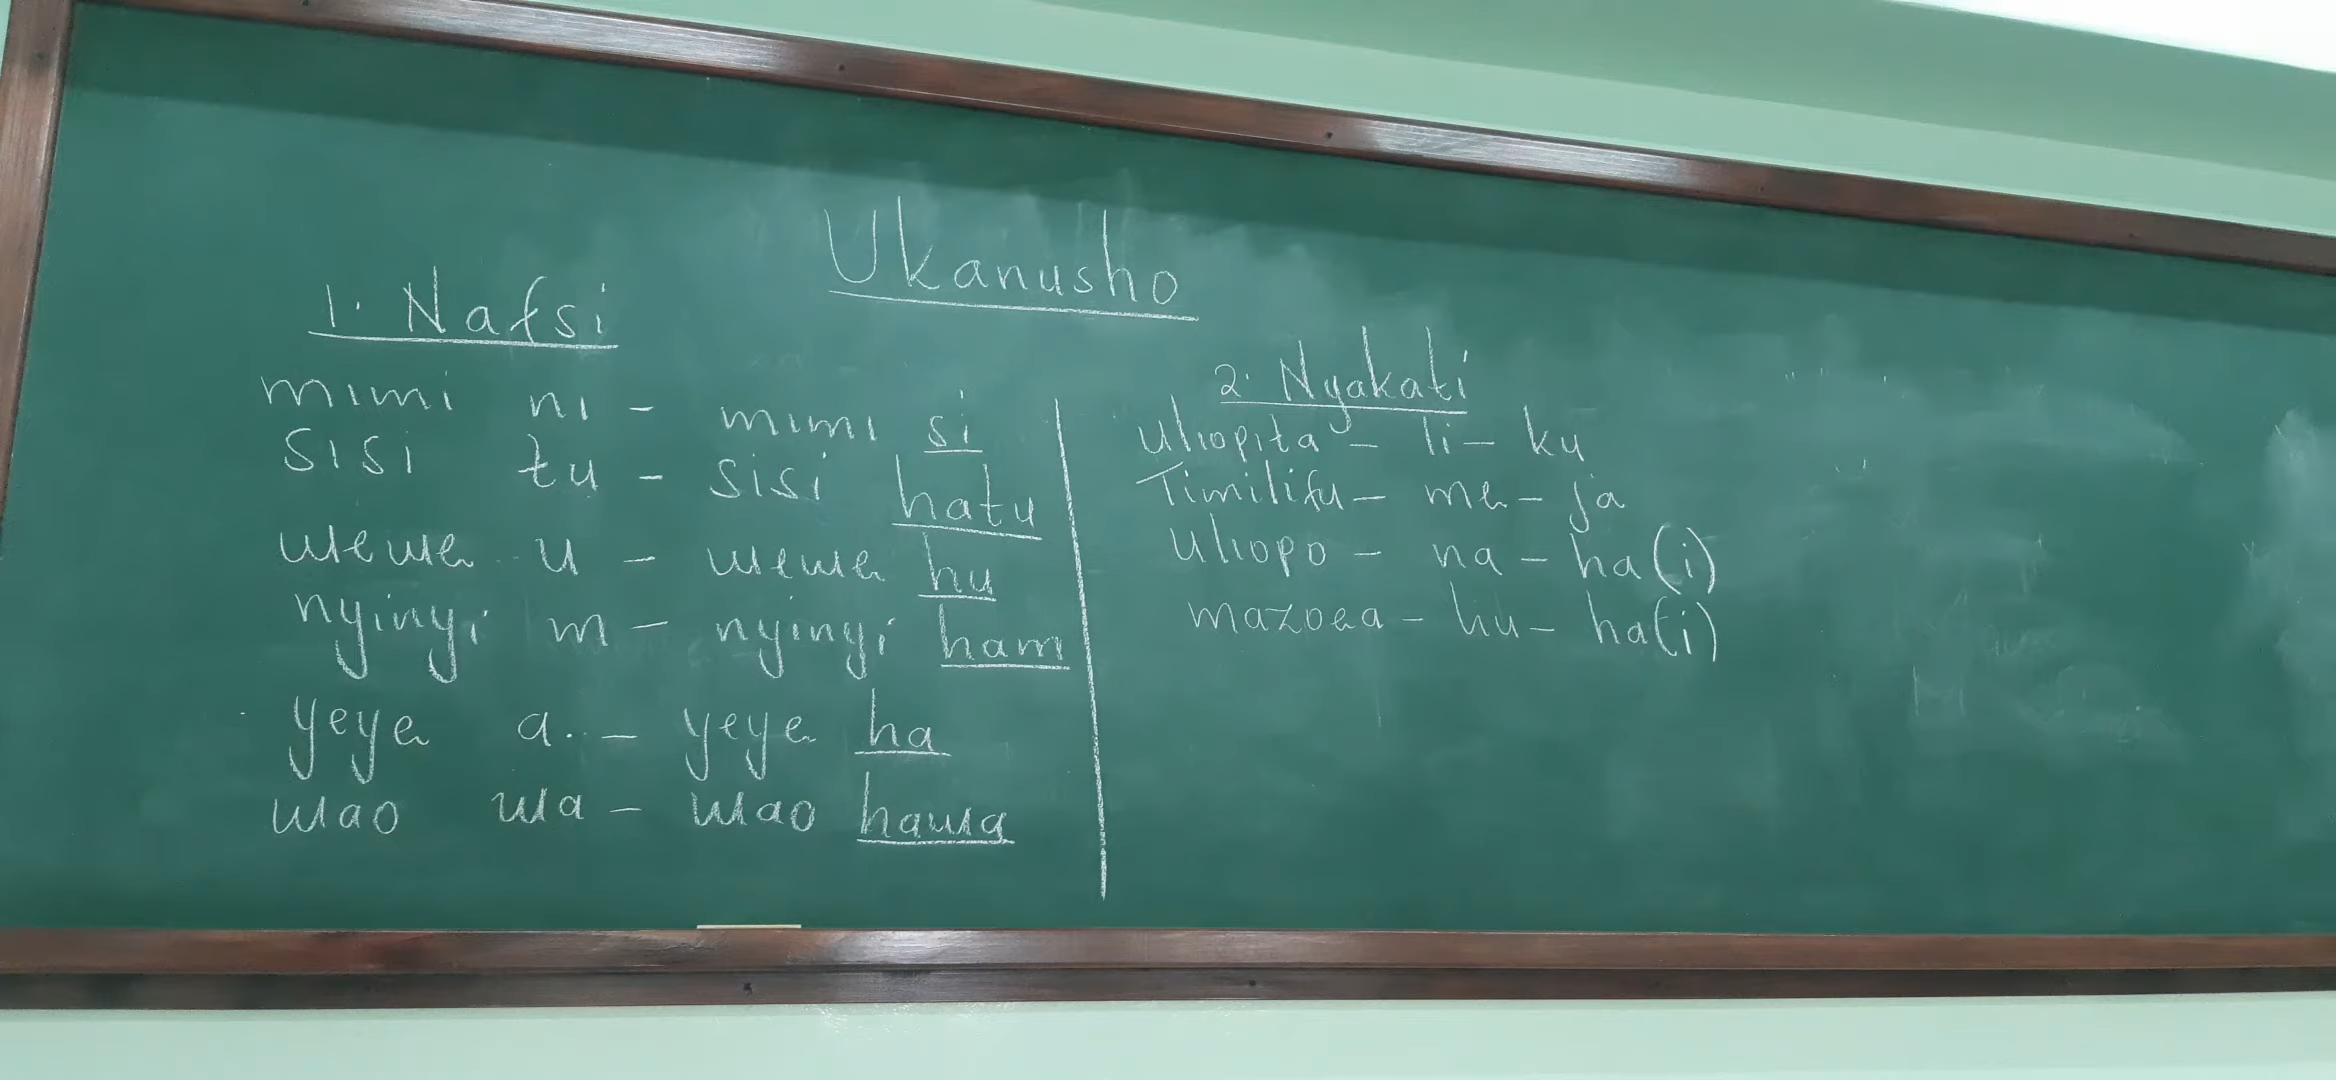 Ukanusho
1. Nafsi
mimi ni - mimi si
sisi tu - sisi hatu
wewe u - wewe hu
nyinyi m - nyinyi ham
yeye a. - yeye ha
wao wa - wao hawa
2. Nyakati
uliopita - li - ku
Timilifu - me - ja
uliopo - na - ha(i)
mazoea - hu - ha(i)